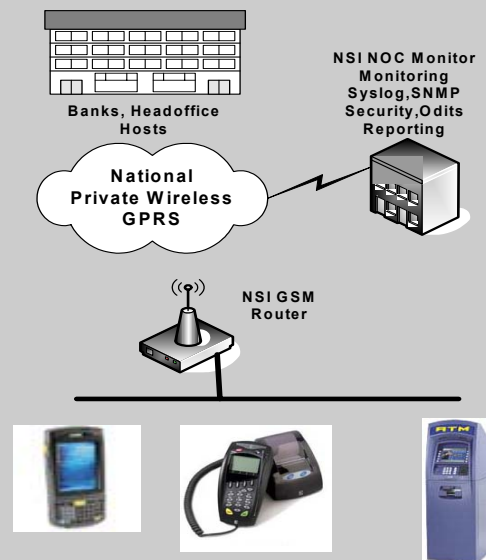 NSI NOC Monitor
Monitoring
Syslog,SNMP
Security,Odits
Reporting
Banks, Headoffice
Hosts
National
Private Wireless
GPRS
NSI GSM
Router
ATM